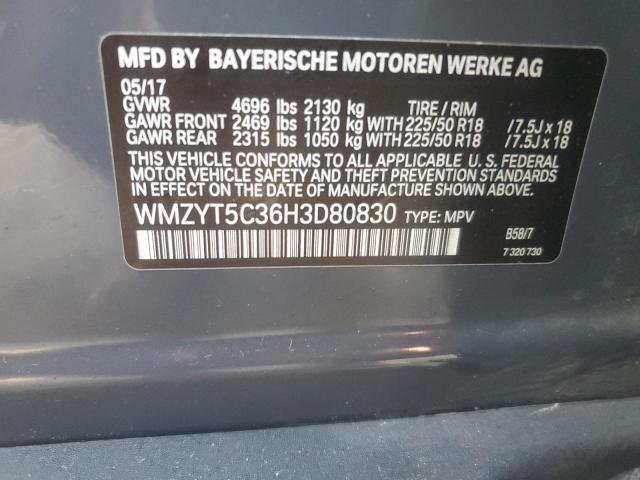 MFD BY BAYERISCHE MOTOREN WERKE AG
05/17
GVWR 4696 lbs 2130 kg TIRE / RIM
GAWR FRONT 2469 lbs 1120 kg WITH 225/50 R18 /7.5J x 18
GAWR REAR 2315 lbs 1050 kg WITH 225/50 R18 /7.5J x 18
THIS VEHICLE CONFORMS TO ALL APPLICABLE U.S. FEDERAL
MOTOR VEHICLE SAFETY AND THEFT PREVENTION STANDARDS
IN EFFECT ON THE DATE OF MANUFACTURE SHOWN ABOVE.
WMZYT5C36H3D80830 TYPE: MPV
B58/7
7 320 730